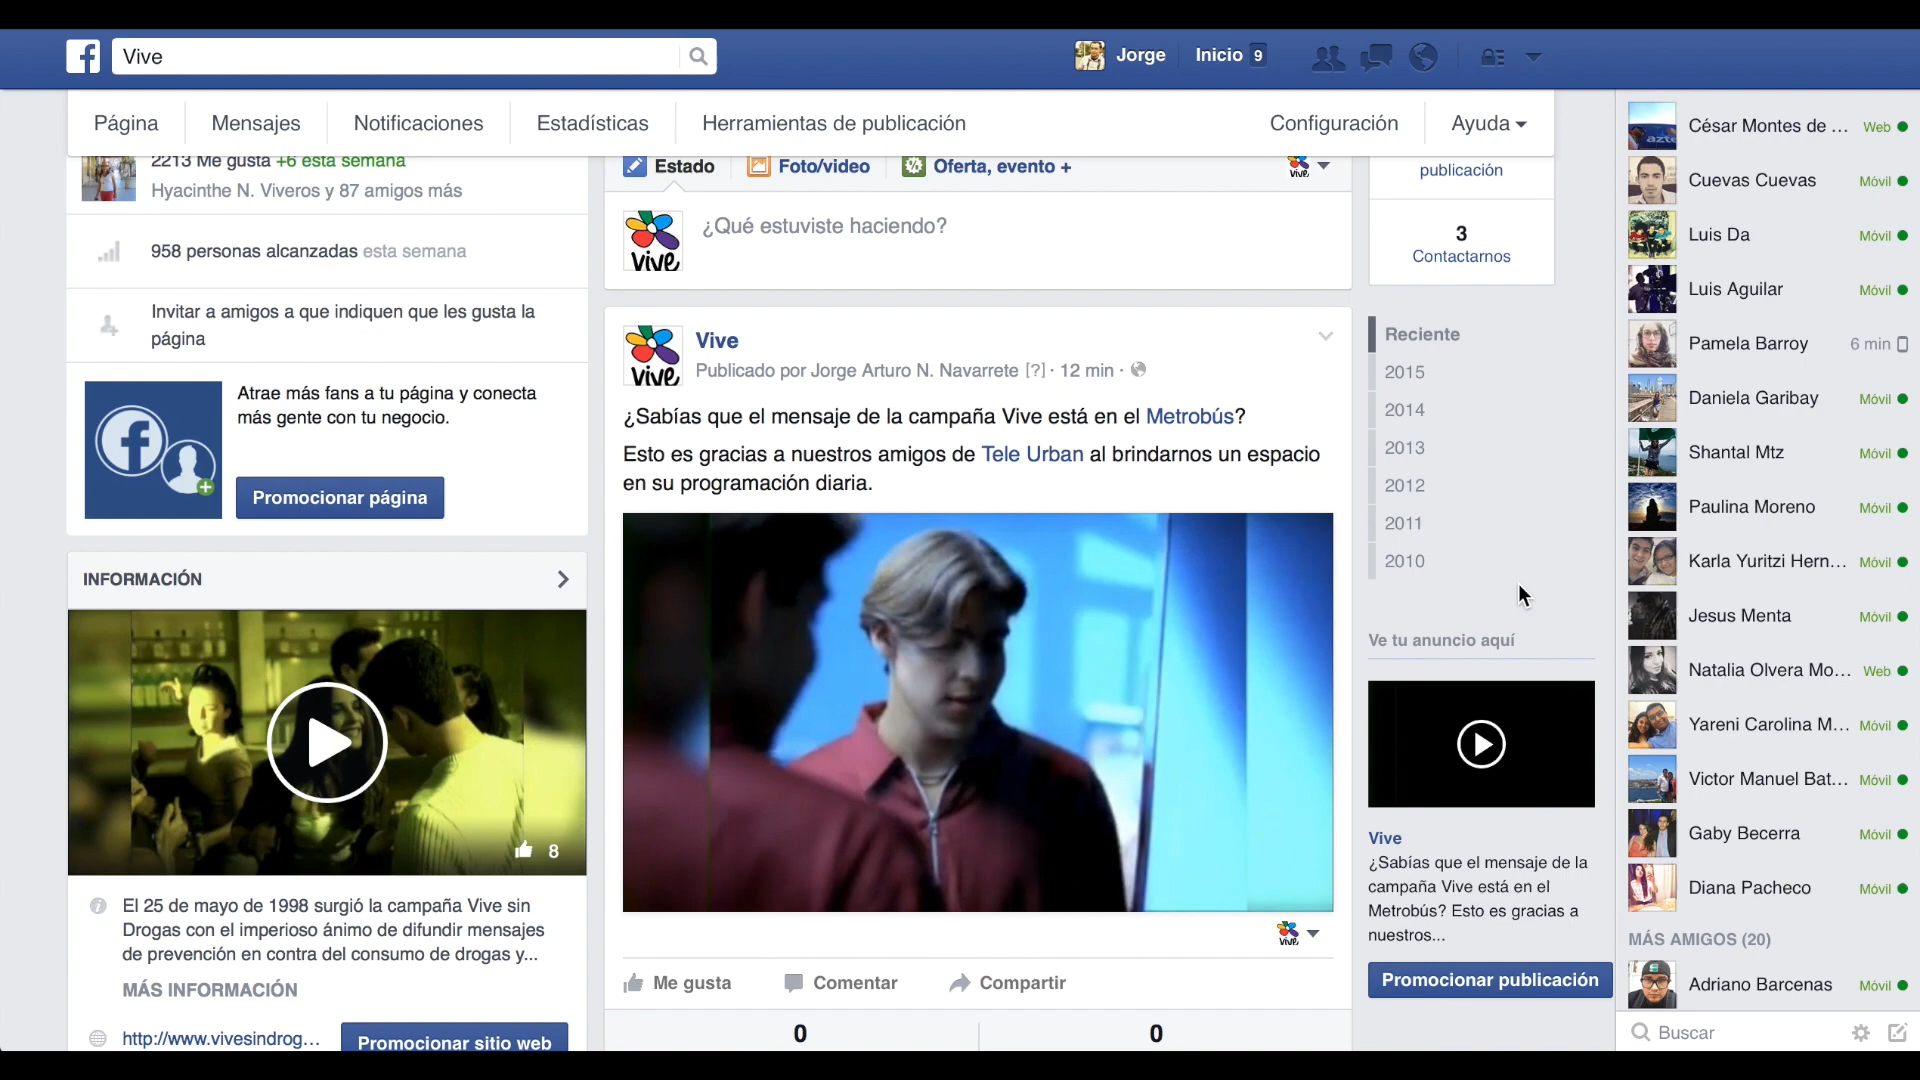 Vive
Jorge
Inicio 9
Página
Mensajes
Notificaciones
Estadísticas
Herramientas de publicación
Configuración
Ayuda
2213 Me gusta +6 esta semana
Hyacinthe N. Viveros y 87 amigos más
958 personas alcanzadas esta semana
Invitar a amigos a que indiquen que les gusta la
página
Atrae más fans a tu página y conecta
más gente con tu negocio.
Promocionar página
INFORMACIÓN
8
El 25 de mayo de 1998 surgió la campaña Vive sin
Drogas con el imperioso ánimo de difundir mensajes
de prevención en contra del consumo de drogas y...
MÁS INFORMACIÓN
http://www.vivesindrog...
Promocionar sitio web
Estado
Foto/video
Oferta, evento +
vive
vive
¿Qué estuviste haciendo?
vive
Vive
Publicado por Jorge Arturo N. Navarrete [?] · 12 min ·
¿Sabías que el mensaje de la campaña Vive está en el Metrobús?
Esto es gracias a nuestros amigos de Tele Urban al brindarnos un espacio
en su programación diaria.
vive
Me gusta
Comentar
Compartir
0
0
publicación
3
Contactarnos
Reciente
2015
2014
2013
2012
2011
2010
Ve tu anuncio aquí
Vive
¿Sabías que el mensaje de la
campaña Vive está en el
Metrobús? Esto es gracias a
nuestros...
Promocionar publicación
César Montes de ... Web
Cuevas Cuevas Móvil
Luis Da Móvil
Luis Aguilar Móvil
Pamela Barroy 6 min
Daniela Garibay Móvil
Shantal Mtz Móvil
Paulina Moreno Móvil
Karla Yuritzi Hern... Móvil
Jesus Menta Móvil
Natalia Olvera Mo... Web
Yareni Carolina M... Móvil
Victor Manuel Bat... Móvil
Gaby Becerra Móvil
Diana Pacheco Móvil
MÁS AMIGOS (20)
Adriano Barcenas Móvil
Buscar